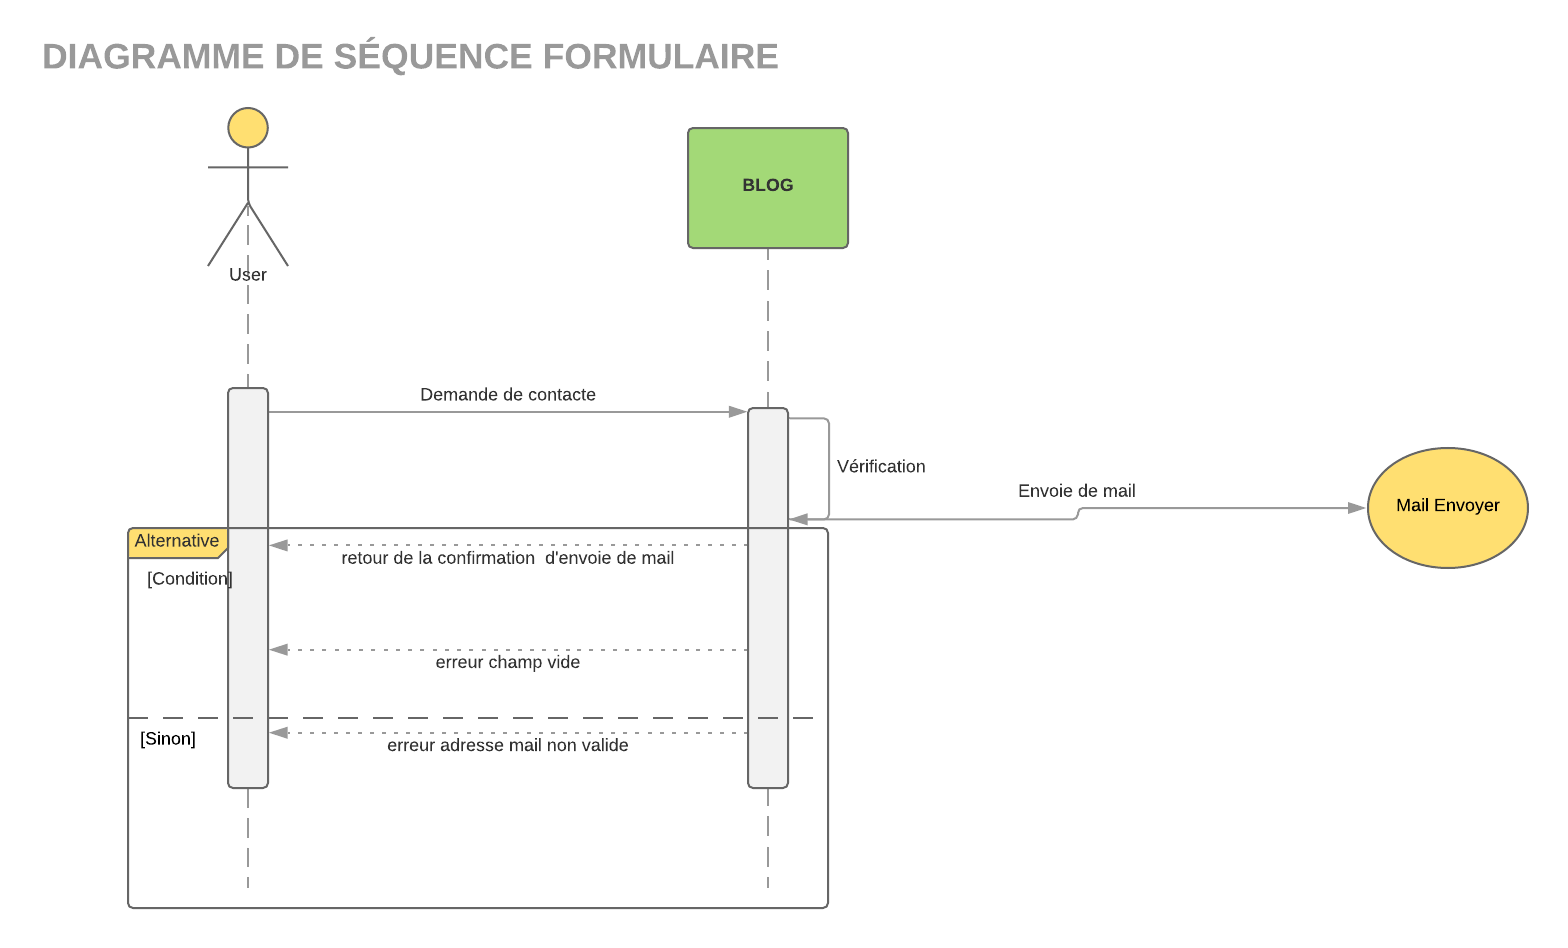 DIAGRAMME DE SÉQUENCE FORMULAIRE
BLOG
User
Demande de contacte
Vérification
Envoie de mail
Mail Envoyer
Alternative
retour de la confirmation  d'envoie de mail
[Condition]
erreur champ vide
[Sinon]
erreur adresse mail non valide